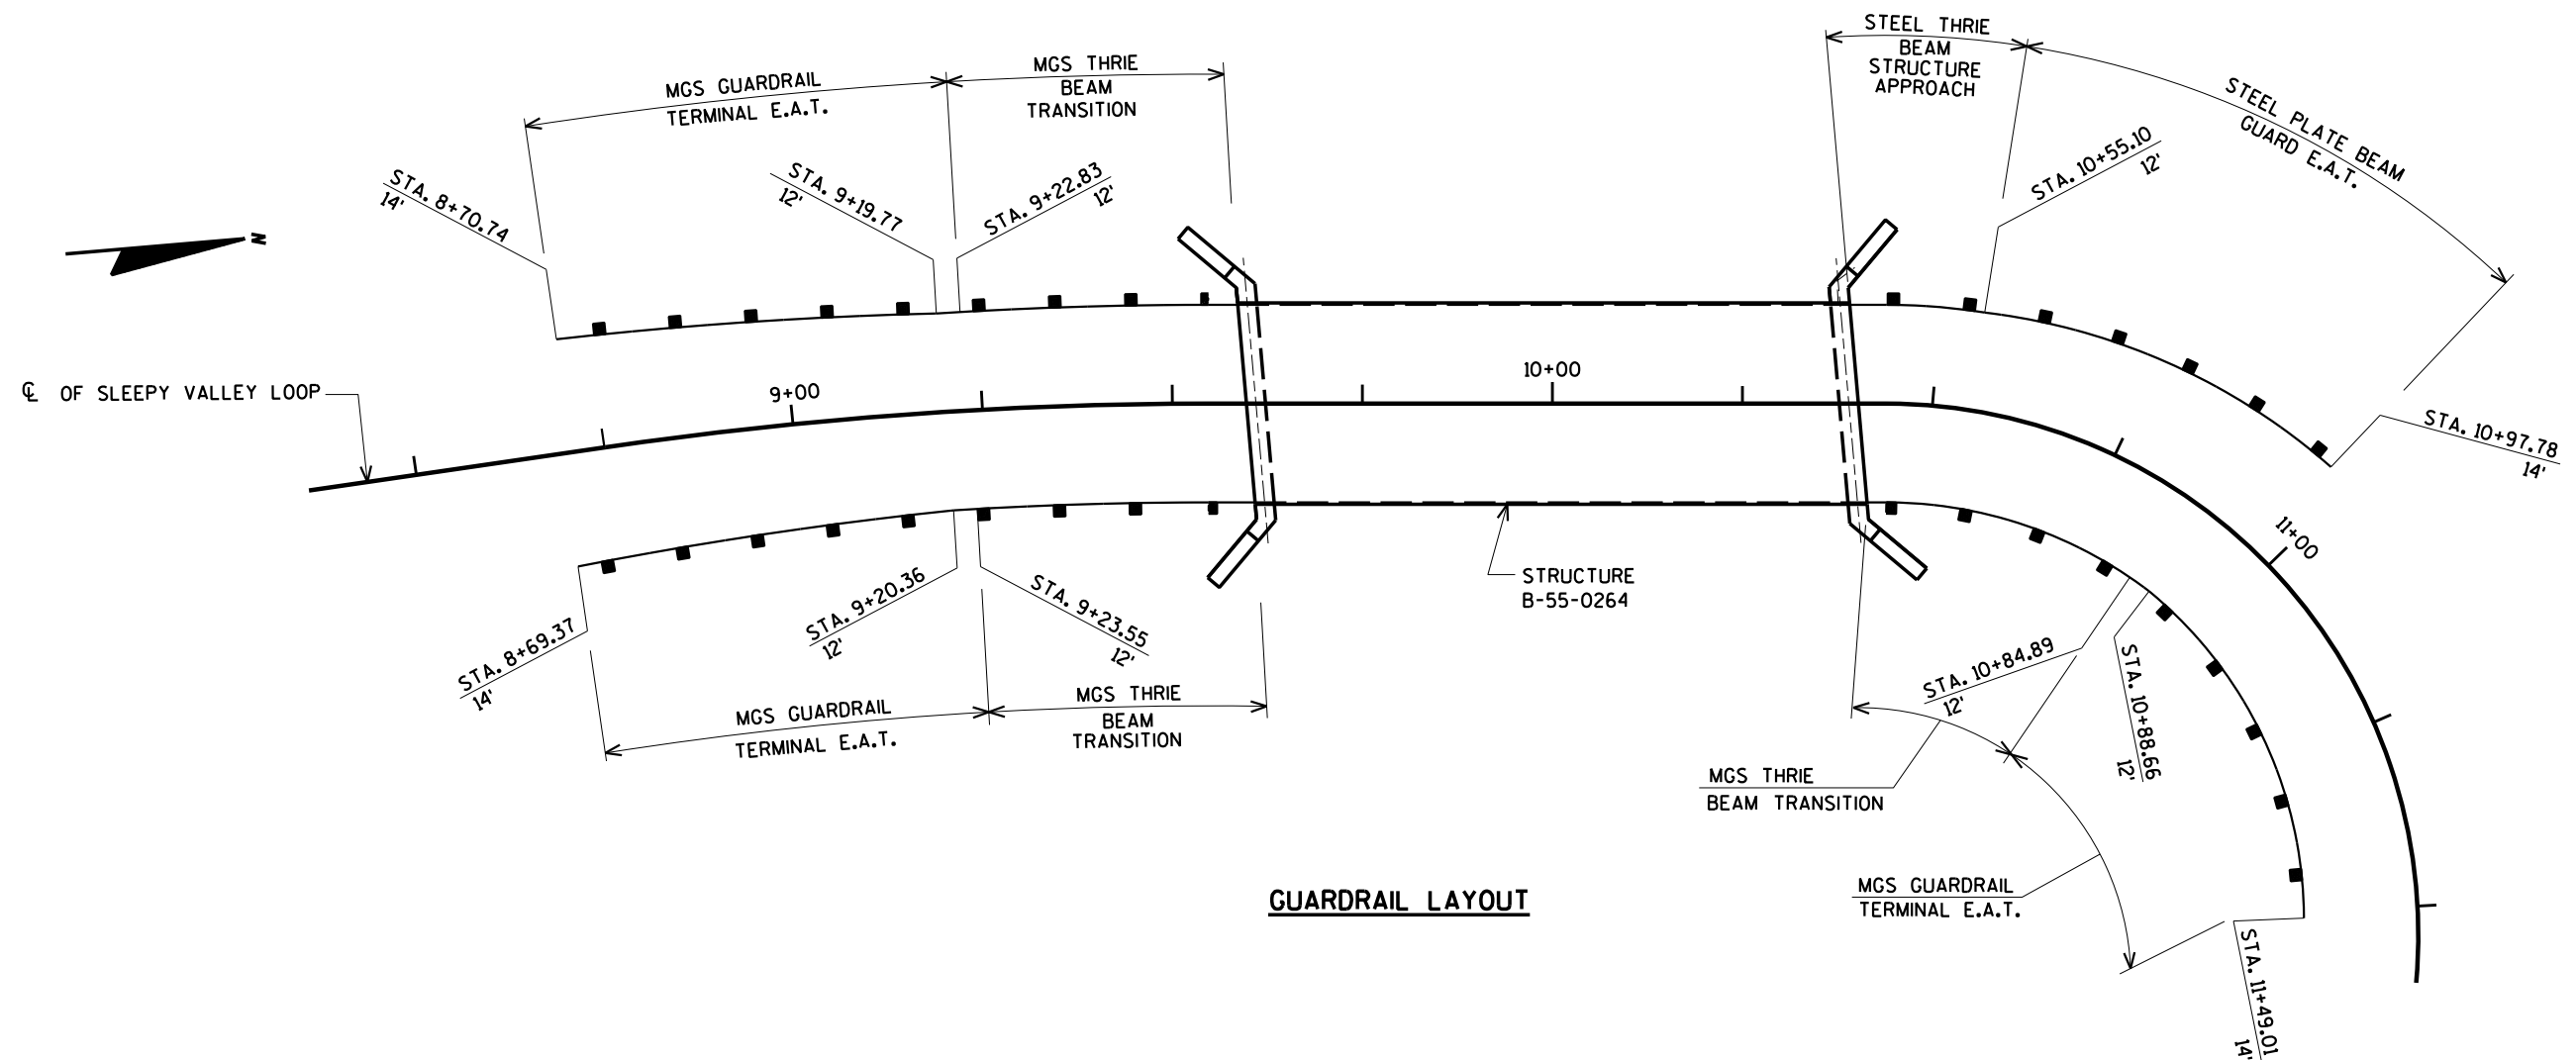 STEEL THRIE
BEAM
STRUCTURE
APPROACH
MGS THRIE
BEAM
TRANSITION
MGS GUARDRAIL
TERMINAL E.A.T.
STEEL PLATE BEAM
GUARD E.A.T.
STA. 8+70.74
14'
STA. 9+19.77
12'
STA. 9+22.83
12'
STA. 10+55.10
12'
N
℄ OF SLEEPY VALLEY LOOP
9+00
10+00
STA. 10+97.78
14'
11+00
STRUCTURE
B-55-0264
STA. 8+69.37
14'
STA. 9+20.36
12'
STA. 9+23.55
12'
STA. 10+84.89
12'
STA. 10+88.66
12'
MGS GUARDRAIL
TERMINAL E.A.T.
MGS THRIE
BEAM
TRANSITION
MGS THRIE
BEAM TRANSITION
MGS GUARDRAIL
TERMINAL E.A.T.
GUARDRAIL LAYOUT
STA. 11+49.01
14'